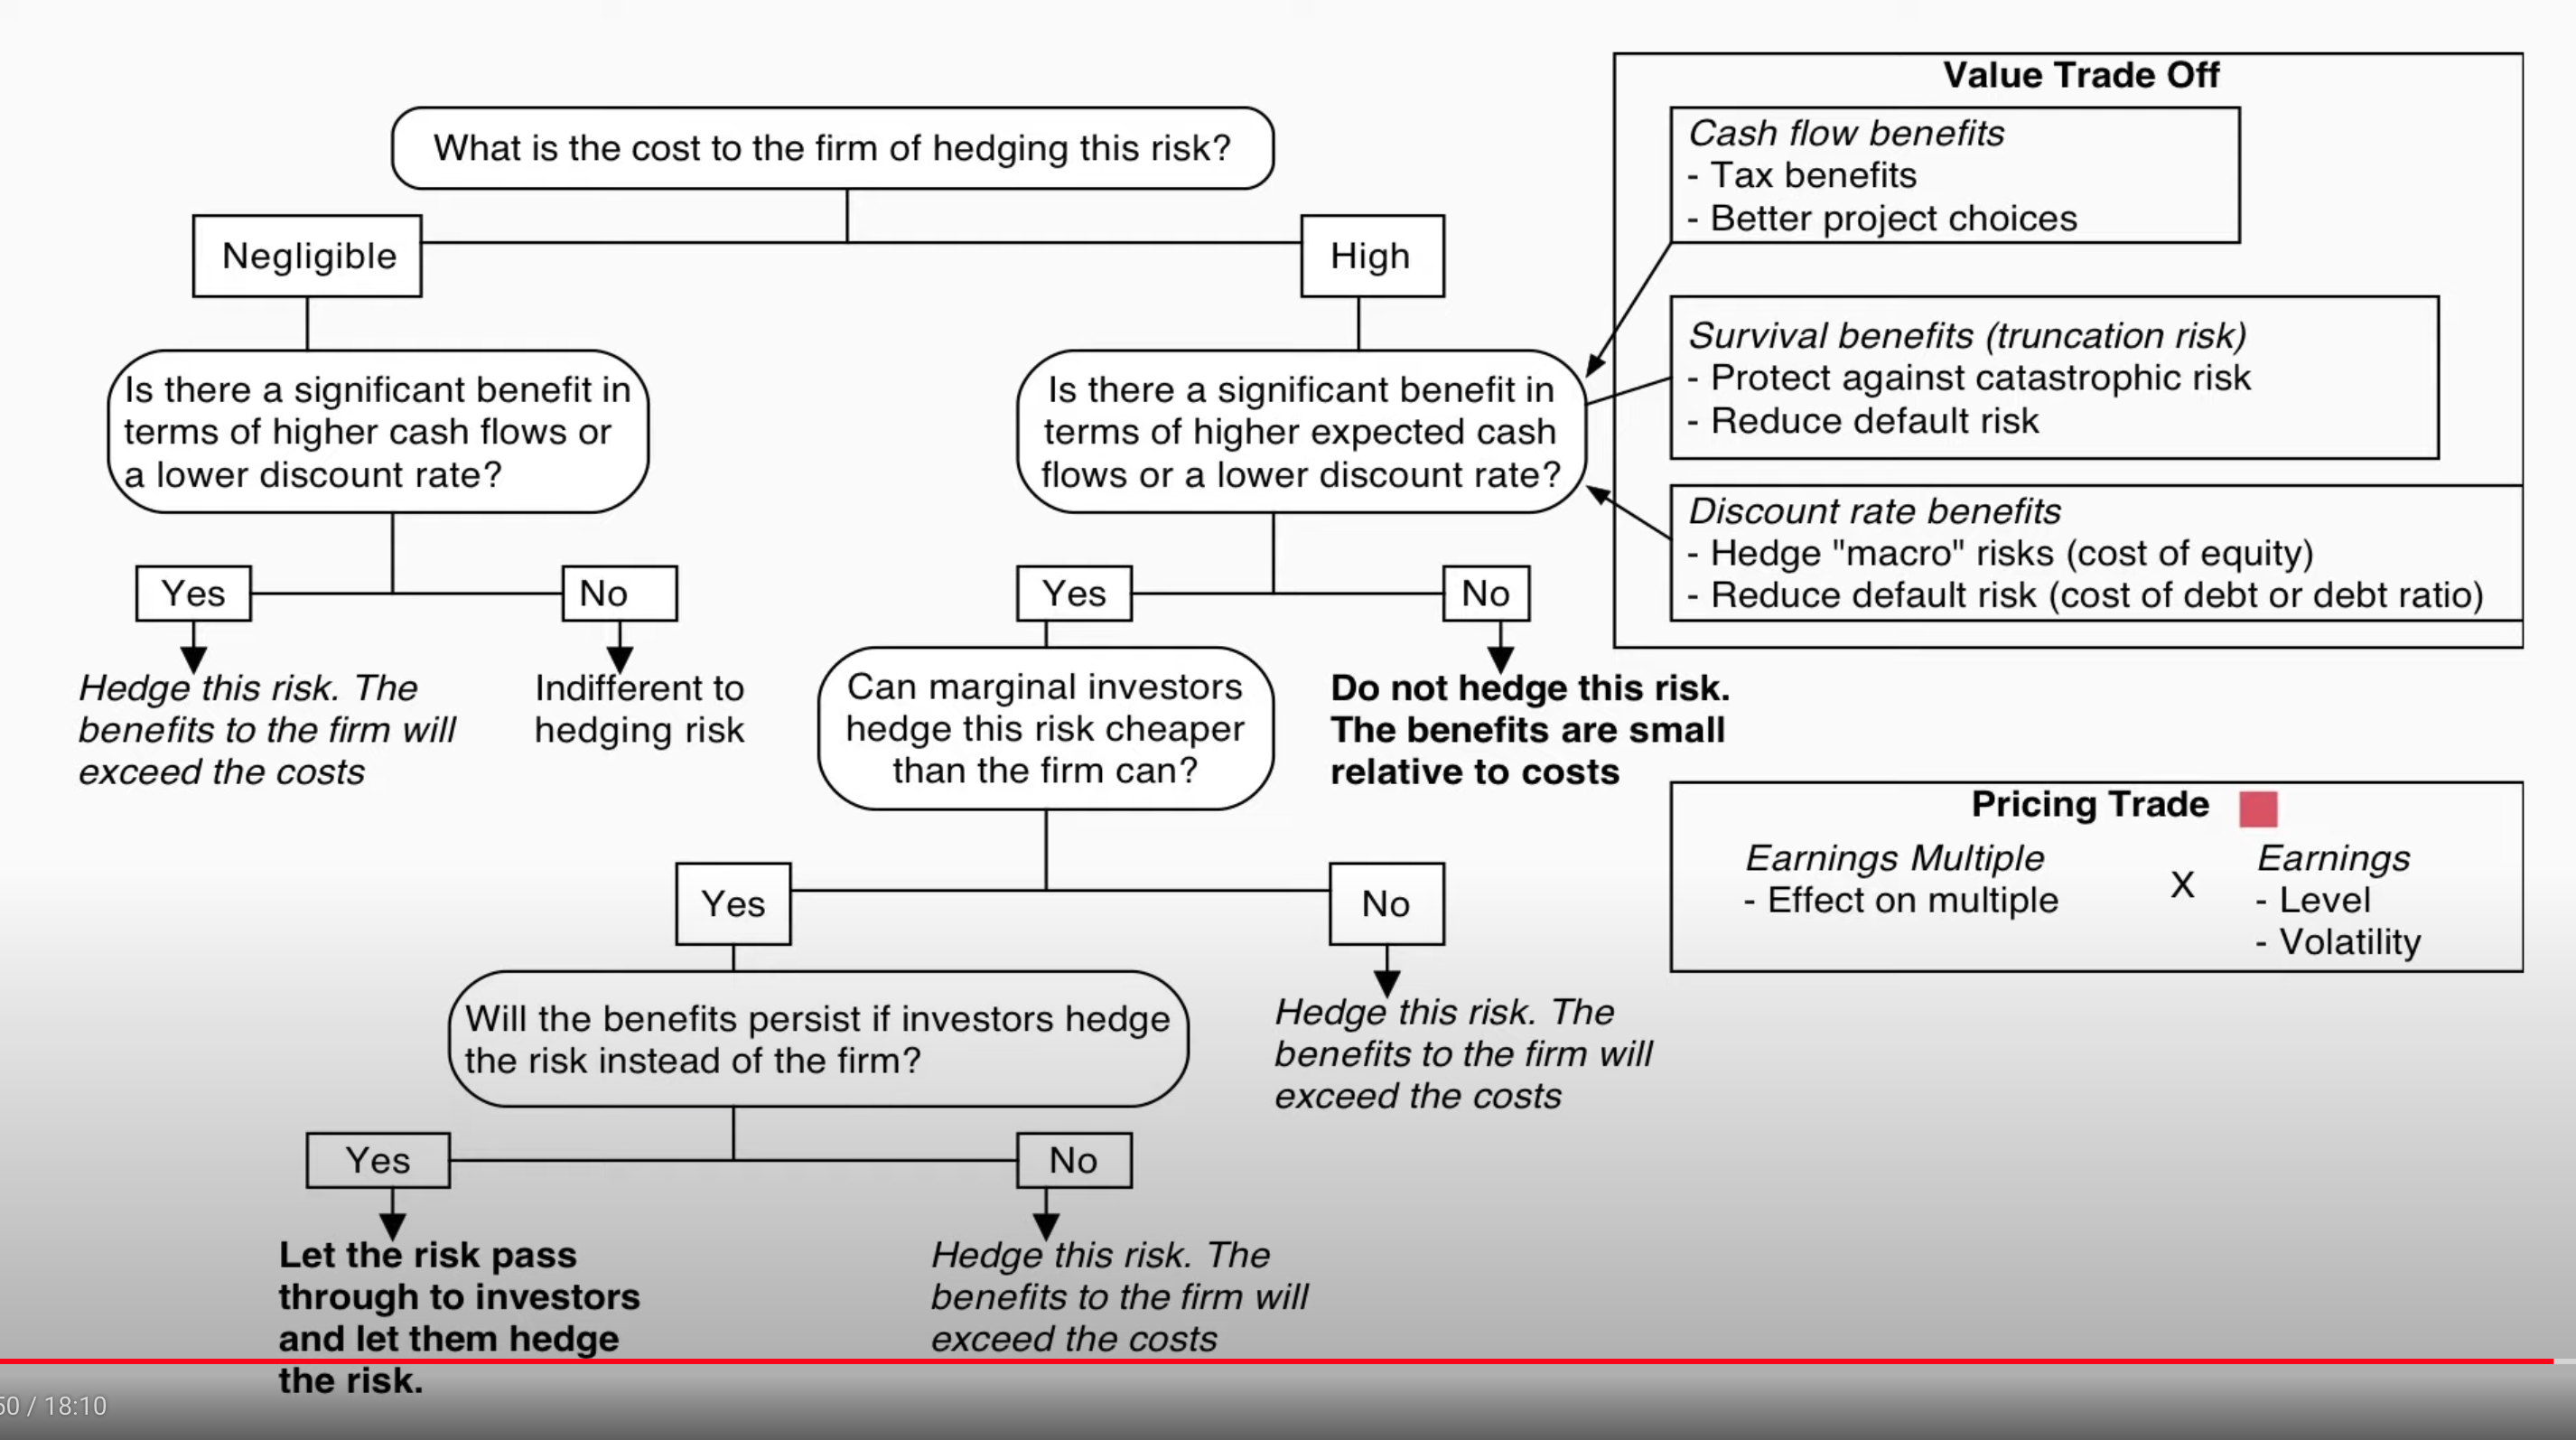 Value Trade Off
What is the cost to the firm of hedging this risk?
Cash flow benefits
- Tax benefits
- Better project choices
Negligible
High
Survival benefits (truncation risk)
- Protect against catastrophic risk
- Reduce default risk
Is there a significant benefit in
terms of higher cash flows or
a lower discount rate?
Is there a significant benefit in
terms of higher expected cash
flows or a lower discount rate?
Discount rate benefits
- Hedge "macro" risks (cost of equity)
- Reduce default risk (cost of debt or debt ratio)
Yes
No
Yes
No
Hedge this risk. The
benefits to the firm will
exceed the costs
Indifferent to
hedging risk
Can marginal investors
hedge this risk cheaper
than the firm can?
Do not hedge this risk.
The benefits are small
relative to costs
Pricing Trade
Earnings Multiple
- Effect on multiple
X
Earnings
- Level
- Volatility
Yes
No
Will the benefits persist if investors hedge
the risk instead of the firm?
Hedge this risk. The
benefits to the firm will
exceed the costs
Yes
No
Let the risk pass
through to investors
and let them hedge
the risk.
Hedge this risk. The
benefits to the firm will
exceed the costs
50 / 18:10